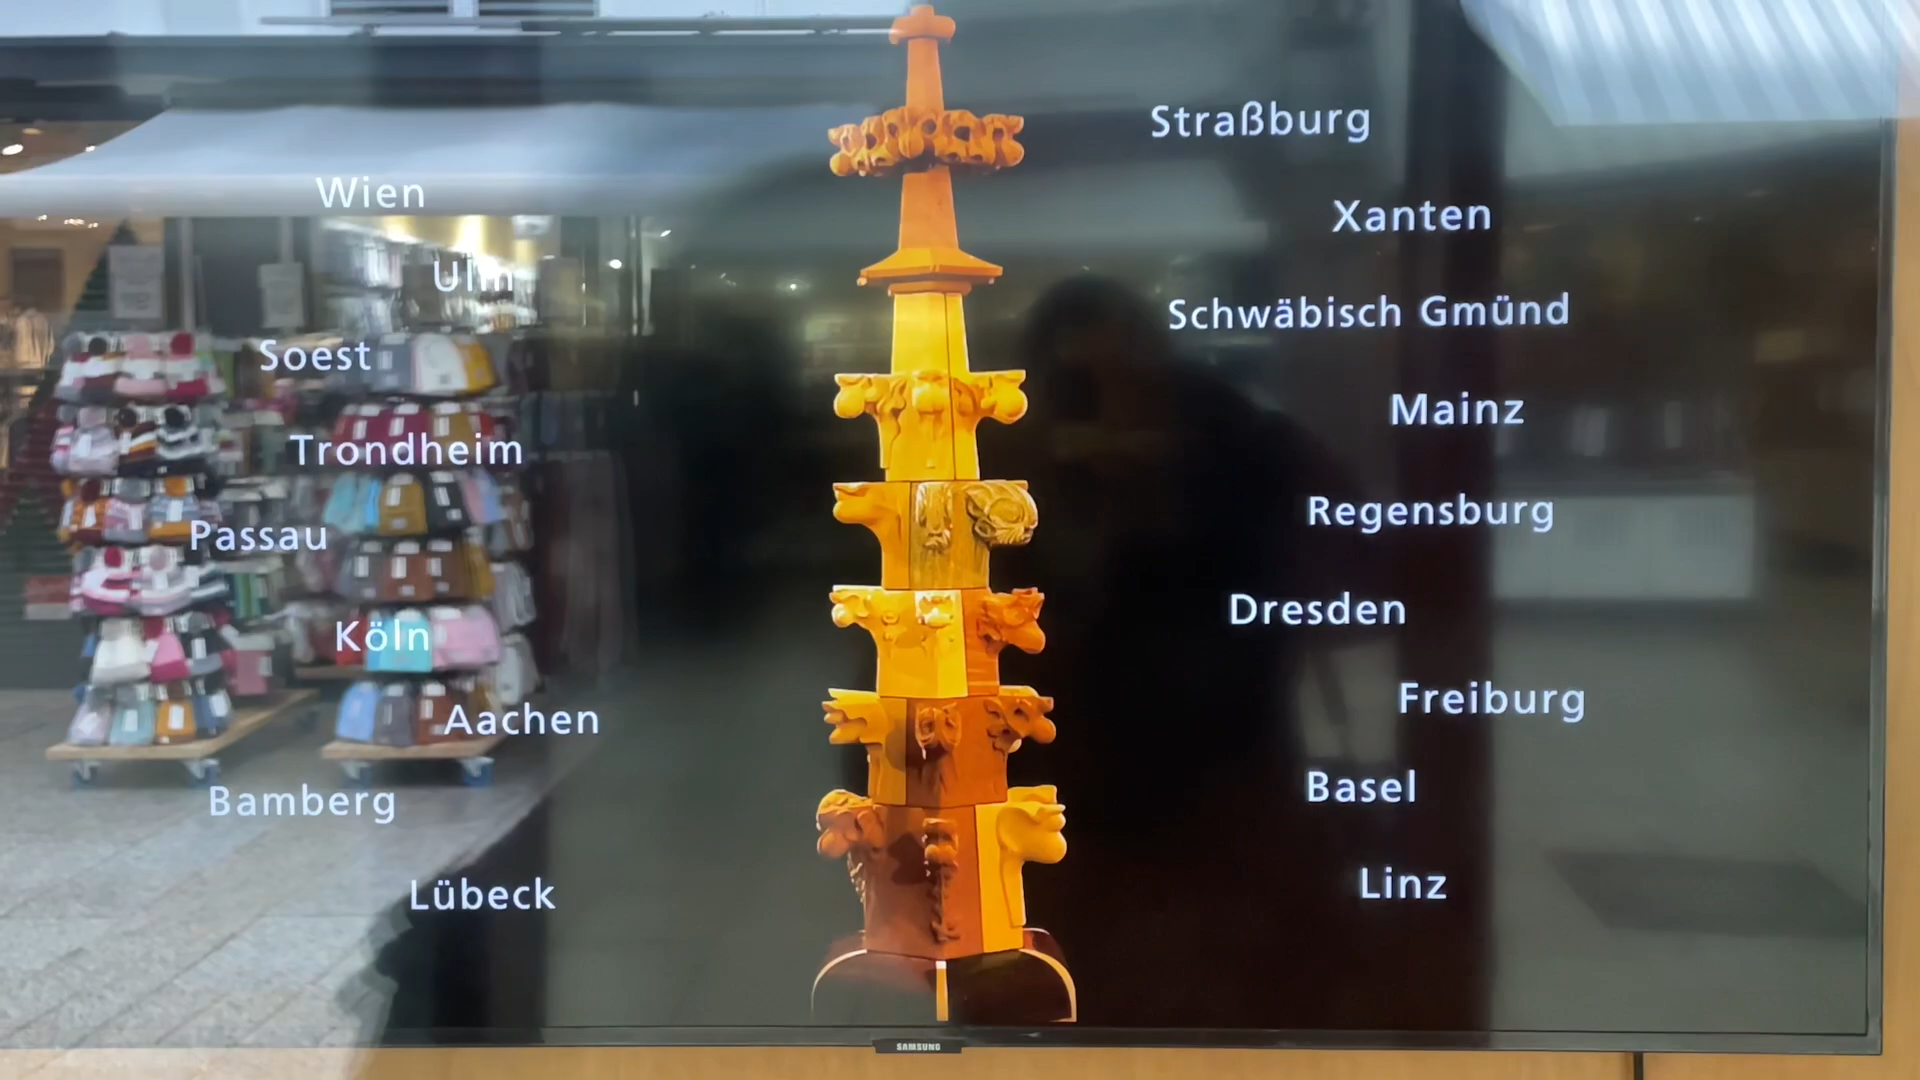 Wien
Ulm
Soest
Trondheim
Passau
Köln
Aachen
Bamberg
Lübeck
Straßburg
Xanten
Schwäbisch Gmünd
Mainz
Regensburg
Dresden
Freiburg
Basel
Linz
SAMSUNG